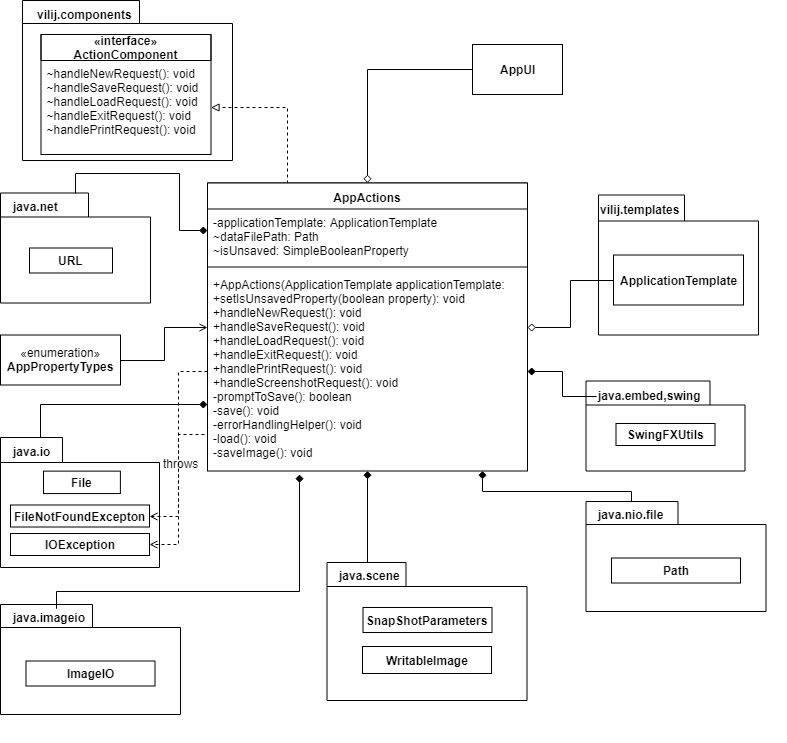 vilij.components
«interface»
ActionComponent
~handleNewRequest(): void
~handleSaveRequest(): void
~handleLoadRequest(): void
~handleExitRequest(): void
~handlePrintRequest(): void
AppUI
java.net
URL
AppActions
-applicationTemplate: ApplicationTemplate
~dataFilePath: Path
~isUnsaved: SimpleBooleanProperty
+AppActions(ApplicationTemplate applicationTemplate:
+setIsUnsavedProperty(boolean property): void
+handleNewRequest(): void
+handleSaveRequest(): void
+handleLoadRequest(): void
+handleExitRequest(): void
+handlePrintRequest(): void
+handleScreenshotRequest(): void
-promptToSave(): boolean
-save(): void
-errorHandlingHelper(): void
-load(): void
-saveImage(): void
vilij.templates
ApplicationTemplate
«enumeration»
AppPropertyTypes
java.embed,swing
SwingFXUtils
java.io
throws
File
FileNotFoundExcepton
IOException
java.nio.file
Path
java.scene
SnapShotParameters
WritableImage
java.imageio
ImageIO